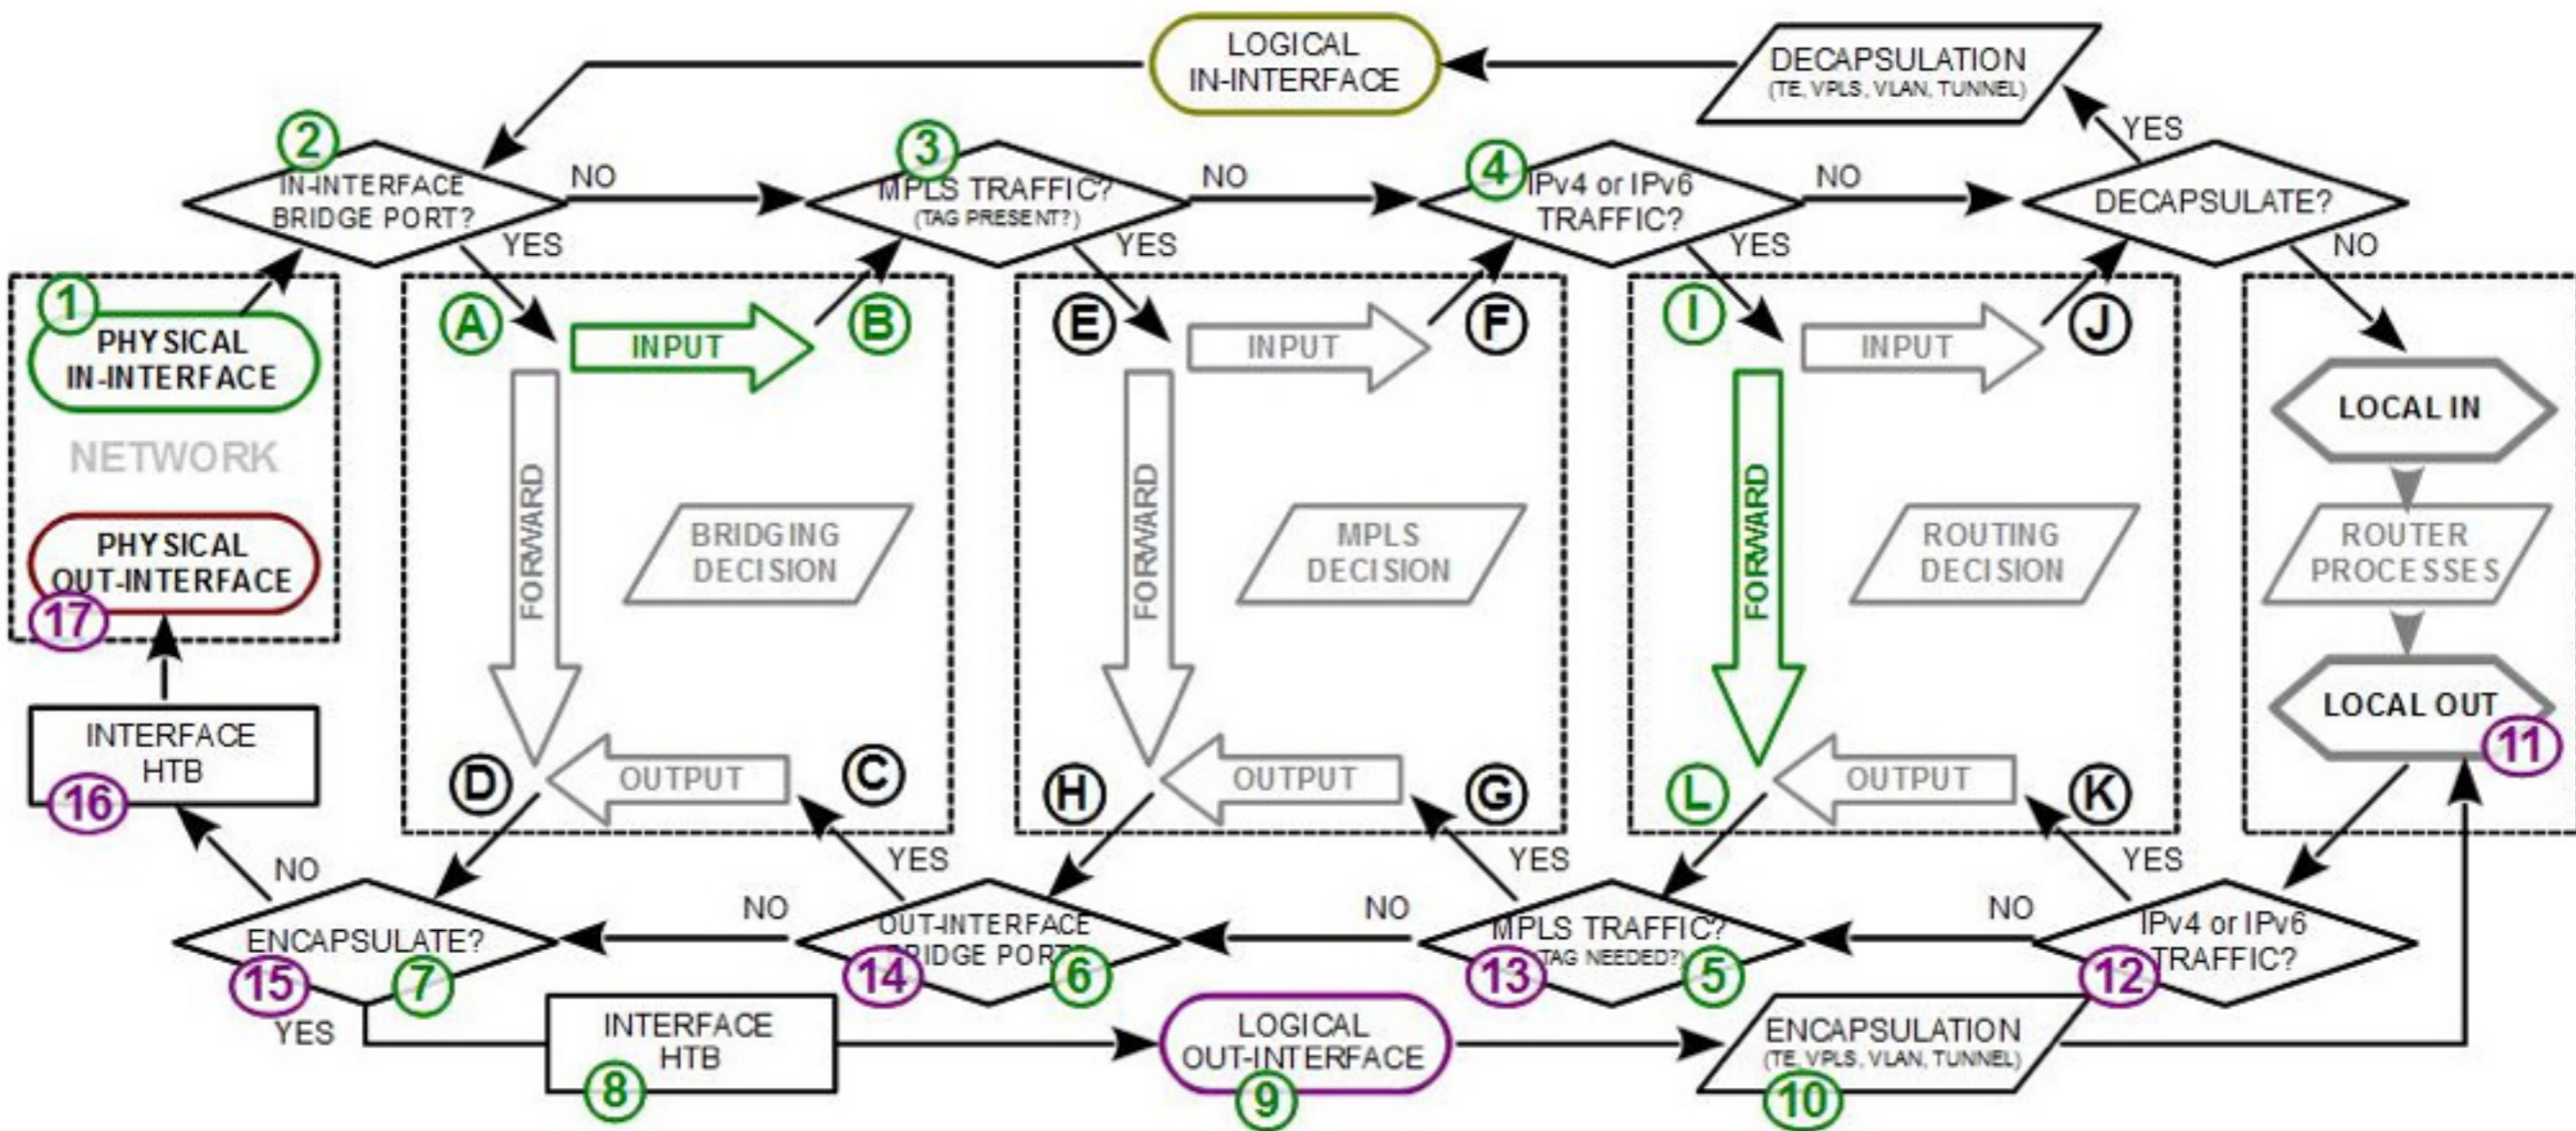 LOGICAL
IN-INTERFACE
DECAPSULATION
(TE, VPLS, VLAN, TUNNEL)
YES
2
IN-INTERFACE
BRIDGE PORT?
NO
YES
3
MPLS TRAFFIC?
(TAG PRESENT?)
NO
YES
4
IPv4 or IPv6
TRAFFIC?
NO
YES
DECAPSULATE?
NO
1
PHYSICAL
IN-INTERFACE
NETWORK
PHYSICAL
OUT-INTERFACE
17
A
INPUT
B
FORWARD
BRIDGING
DECISION
D
OUTPUT
C
E
INPUT
F
FORWARD
MPLS
DECISION
H
OUTPUT
G
I
INPUT
J
FORWARD
ROUTING
DECISION
L
OUTPUT
K
LOCAL IN
ROUTER
PROCESSES
LOCAL OUT
11
INTERFACE
HTB
16
NO
ENCAPSULATE?
15
7
YES
NO
YES
OUT-INTERFACE
BRIDGE PORT
14
6
NO
YES
MPLS TRAFFIC?
(TAG NEEDED?)
13
5
NO
YES
IPv4 or IPv6
TRAFFIC?
12
INTERFACE
HTB
8
LOGICAL
OUT-INTERFACE
9
ENCAPSULATION
(TE, VPLS, VLAN, TUNNEL)
10